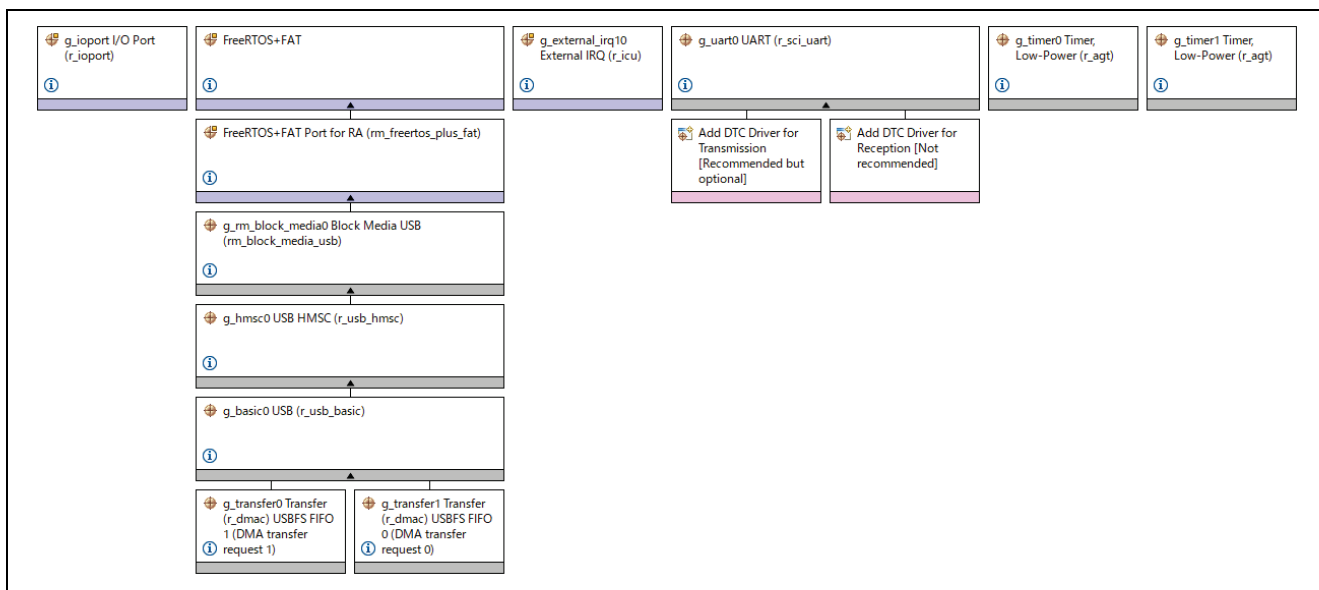 g_ioport I/O Port
(r_ioport)
FreeRTOS+FAT
g_external_irq10
External IRQ (r_icu)
g_uart0 UART (r_sci_uart)
g_timer0 Timer,
Low-Power (r_agt)
g_timer1 Timer,
Low-Power (r_agt)
FreeRTOS+FAT Port for RA (rm_freertos_plus_fat)
Add DTC Driver for
Transmission
[Recommended but
optional]
Add DTC Driver for
Reception [Not
recommended]
g_rm_block_media0 Block Media USB
(rm_block_media_usb)
g_hmsc0 USB HMSC (r_usb_hmsc)
g_basic0 USB (r_usb_basic)
g_transfer0 Transfer
(r_dmac) USBFS FIFO
1 (DMA transfer
request 1)
g_transfer1 Transfer
(r_dmac) USBFS FIFO
0 (DMA transfer
request 0)